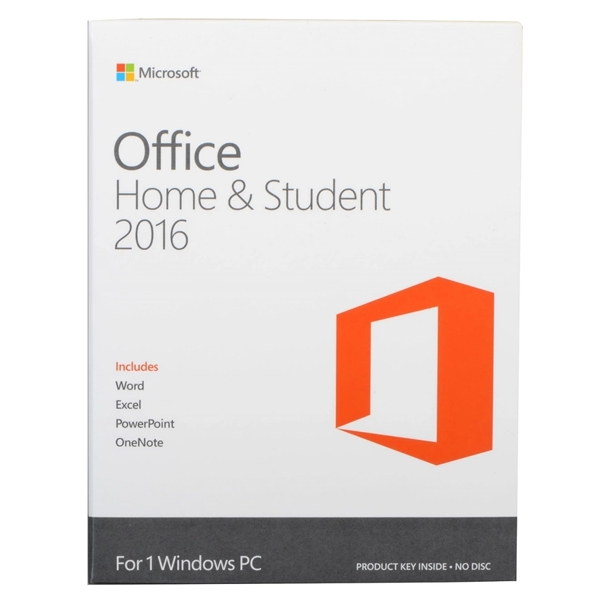 Microsoft
Office
Home & Student
2016
Includes
Word
Excel
PowerPoint
OneNote
For 1 Windows PC
PRODUCT KEY INSIDE • NO DISC